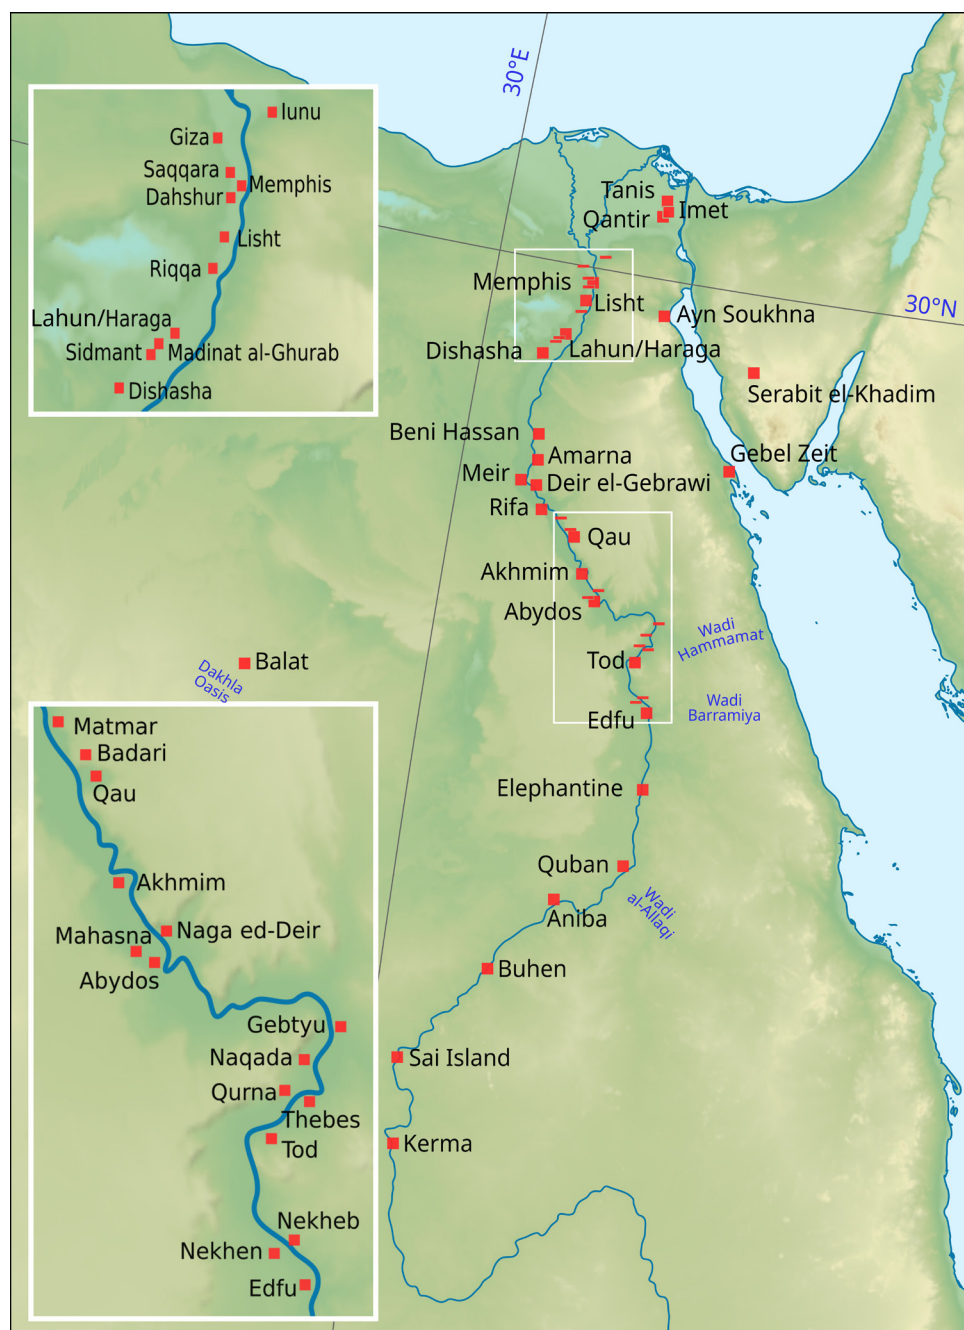 30°E
Iunu
Giza
Saqqara
Memphis
Dahshur
Lisht
Riqqa
Lahun/Haraga
Sidmant
Madinat al-Ghurab
Dishasha
Tanis
Imet
Qantir
Memphis
Lisht
30°N
Ayn Soukhna
Lahun/Haraga
Dishasha
Serabit el-Khadim
Beni Hassan
Amarna
Gebel Zeit
Meir
Deir el-Gebrawi
Rifa
Qau
Akhmim
Abydos
Wadi
Hammamat
Tod
Balat
Dakhla
Oasis
Wadi
Barramiya
Edfu
Elephantine
Quban
Wadi
al-Allaqi
Aniba
Buhen
Sai Island
Kerma
Matmar
Badari
Qau
Akhmim
Naga ed-Deir
Mahasna
Abydos
Gebtyu
Naqada
Qurna
Thebes
Tod
Nekheb
Nekhen
Edfu